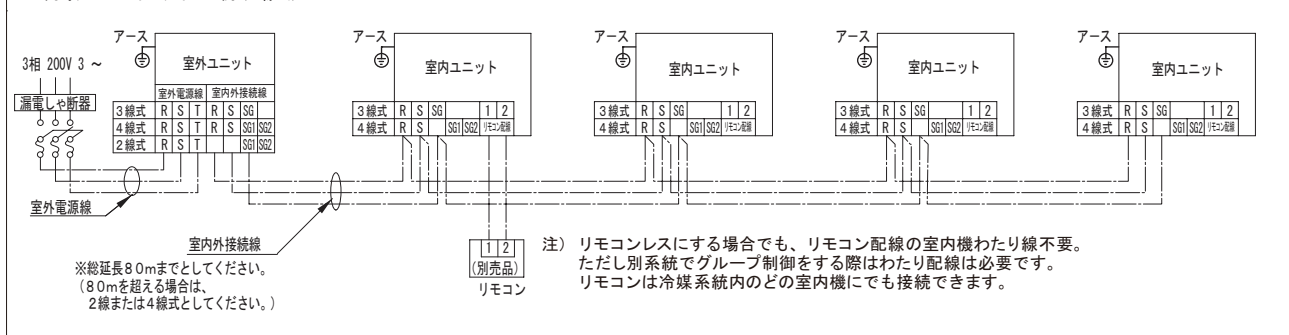 アース
3相 200V 3 ～
漏電しゃ断器
室外ユニット
室外電源線 室内外接続線
3線式 R S T R S SG
4線式 R S T R S SG1 SG2
2線式 R S T SG1 SG2
室外電源線
室内外接続線
※総延長80mまでとしてください。
（80mを超える場合は、
2線または4線式としてください。）
アース
室内ユニット
3線式 R S SG 1 2
4線式 R S SG1 SG2 リモコン配線
1 2
(別売品)
リモコン
アース
室内ユニット
3線式 R S SG 1 2
4線式 R S SG1 SG2 リモコン配線
アース
室内ユニット
3線式 R S SG 1 2
4線式 R S SG1 SG2 リモコン配線
アース
室内ユニット
3線式 R S SG 1 2
4線式 R S SG1 SG2 リモコン配線
注） リモコンレスにする場合でも、リモコン配線の室内機わたり線不要。
ただし別系統でグループ制御をする際はわたり配線は必要です。
リモコンは冷媒系統内のどの室内機にでも接続できます。